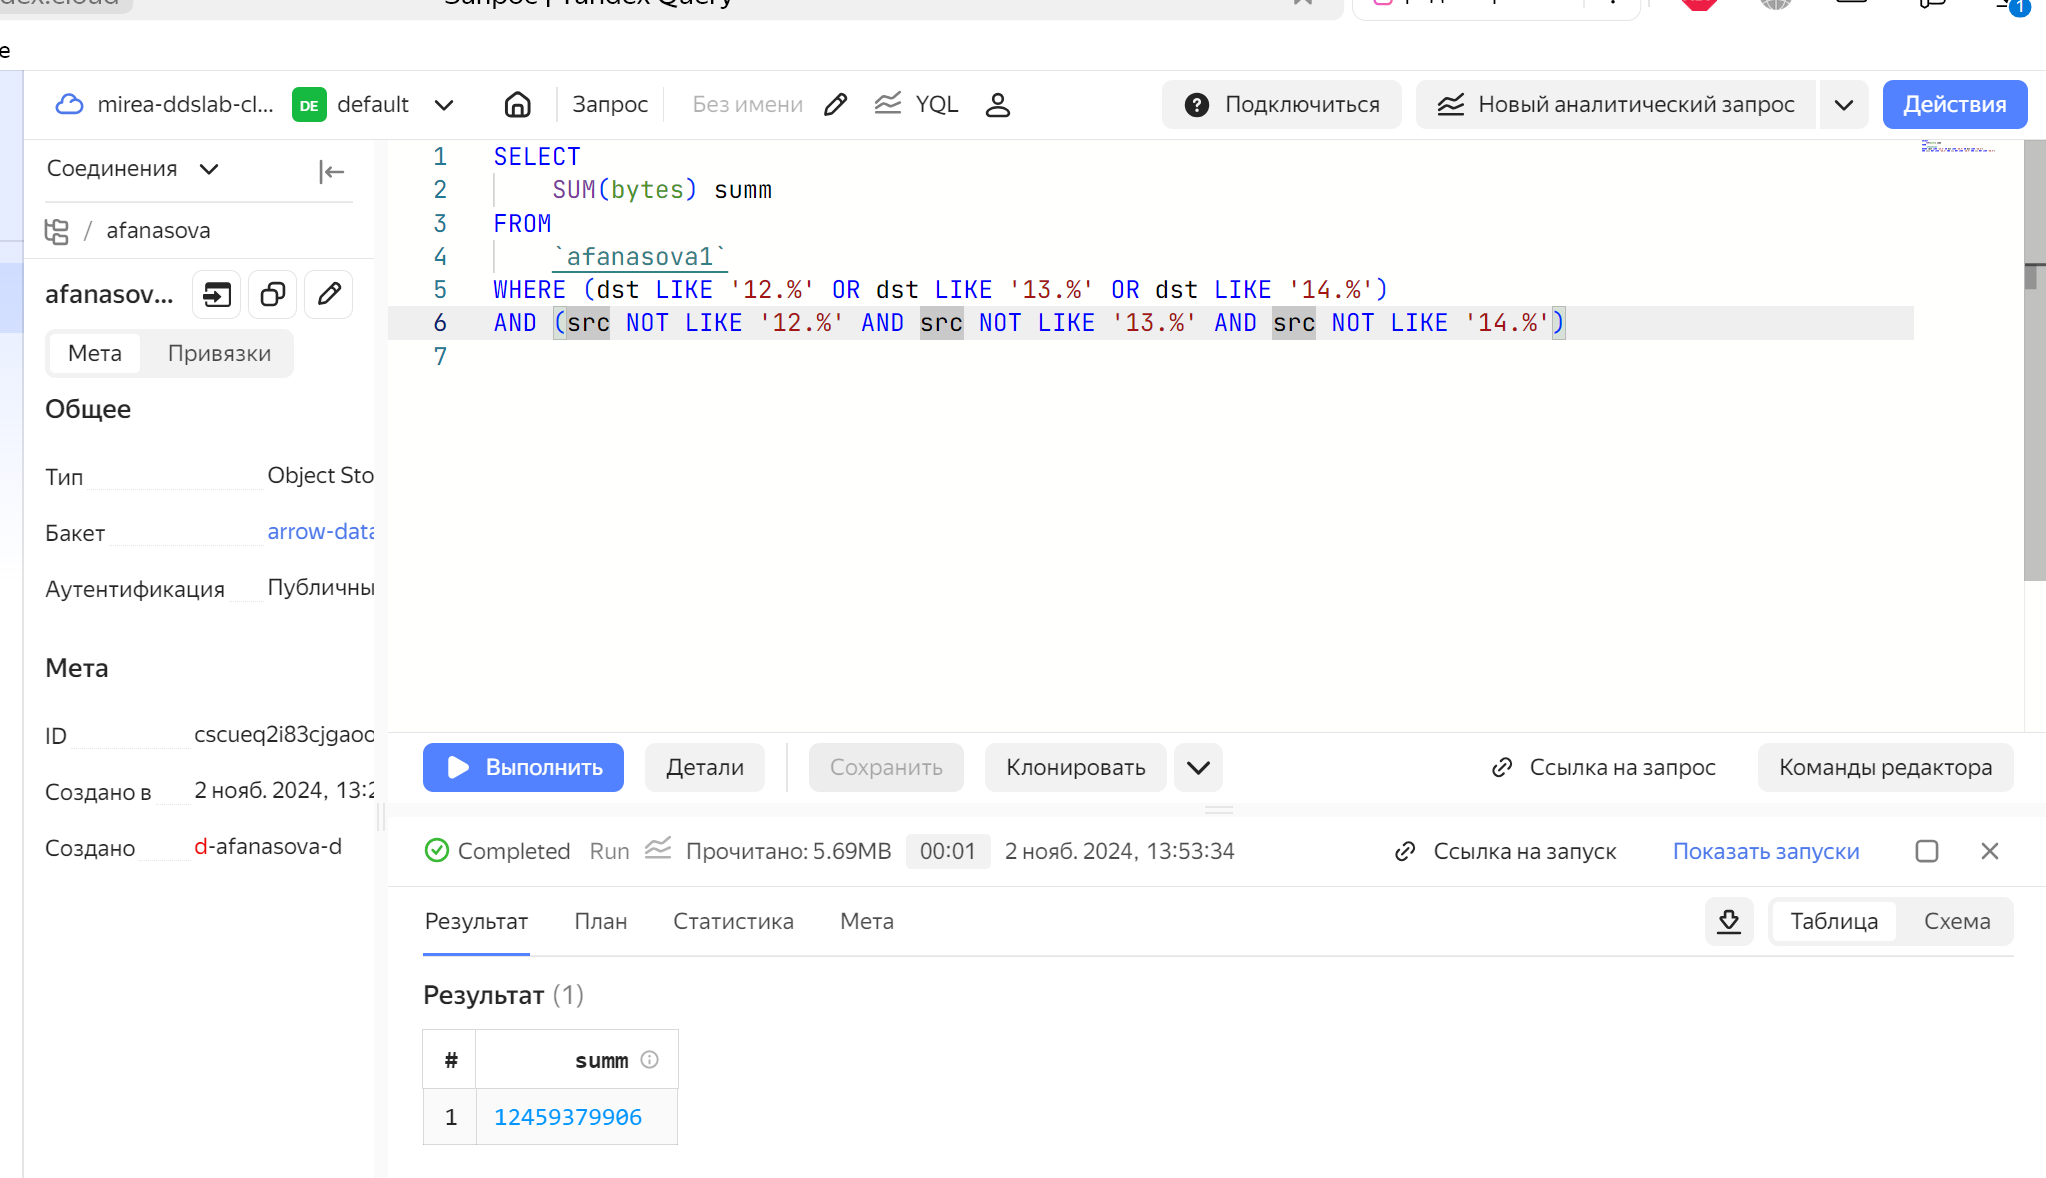 Запрос | Yandex Query
1
е
mirea-ddslab-cl...
DE default
Запрос
Без имени
YQL
Подключиться
Новый аналитический запрос
Действия
Соединения
/ afanasova
afanasov...
Мета Привязки
Общее
Тип Object Sto
Бакет arrow-data
Аутентификация Публичны
Мета
ID cscueq2i83cjgaoo
Создано в 2 нояб. 2024, 13:2
Создано d-afanasova-d
1 SELECT
2 SUM(bytes) summ
3 FROM
4 `afanasova1`
5 WHERE (dst LIKE '12.%' OR dst LIKE '13.%' OR dst LIKE '14.%')
6 AND (src NOT LIKE '12.%' AND src NOT LIKE '13.%' AND src NOT LIKE '14.%')
7
Выполнить Детали Сохранить Клонировать Ссылка на запрос Команды редактора
Completed Run Прочитано: 5.69MB 00:01 2 нояб. 2024, 13:53:34 Ссылка на запуск Показать запуски
Результат План Статистика Мета Таблица Схема
Результат (1)
# summ
1 12459379906